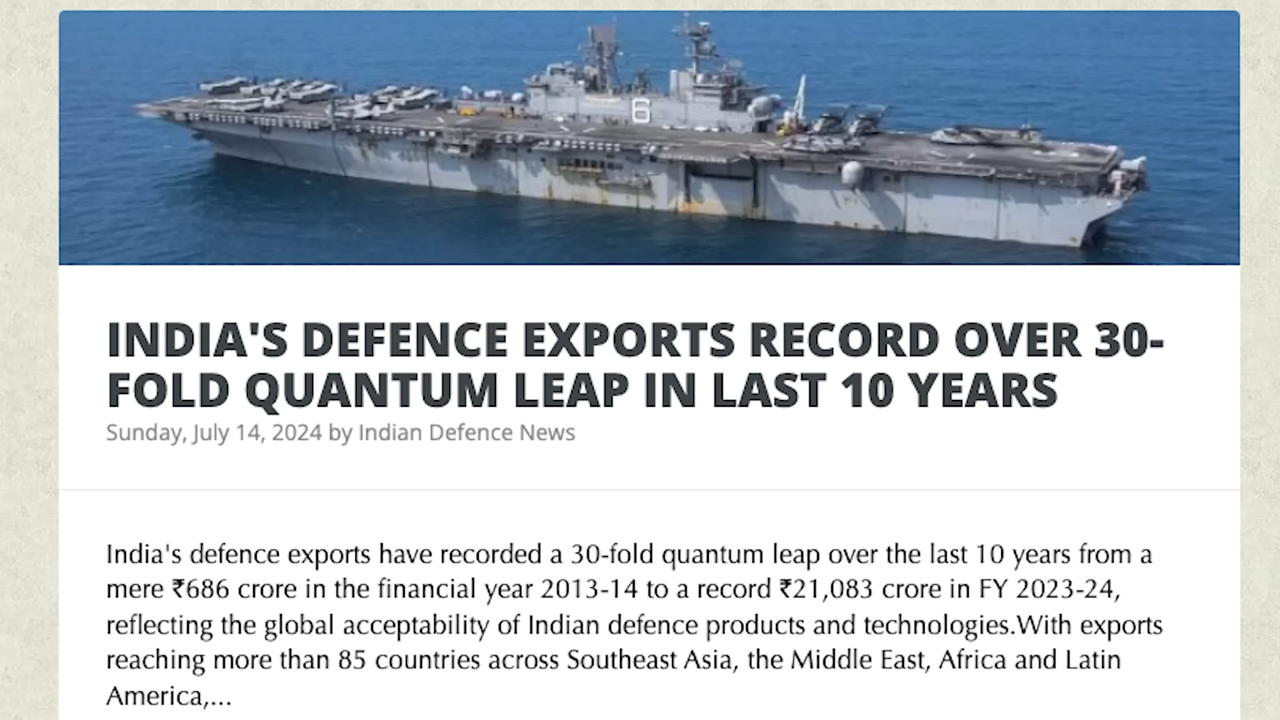 6
INDIA'S DEFENCE EXPORTS RECORD OVER 30-
FOLD QUANTUM LEAP IN LAST 10 YEARS
Sunday, July 14, 2024 by Indian Defence News
India's defence exports have recorded a 30-fold quantum leap over the last 10 years from a
mere ₹686 crore in the financial year 2013-14 to a record ₹21,083 crore in FY 2023-24,
reflecting the global acceptability of Indian defence products and technologies.With exports
reaching more than 85 countries across Southeast Asia, the Middle East, Africa and Latin
America,...